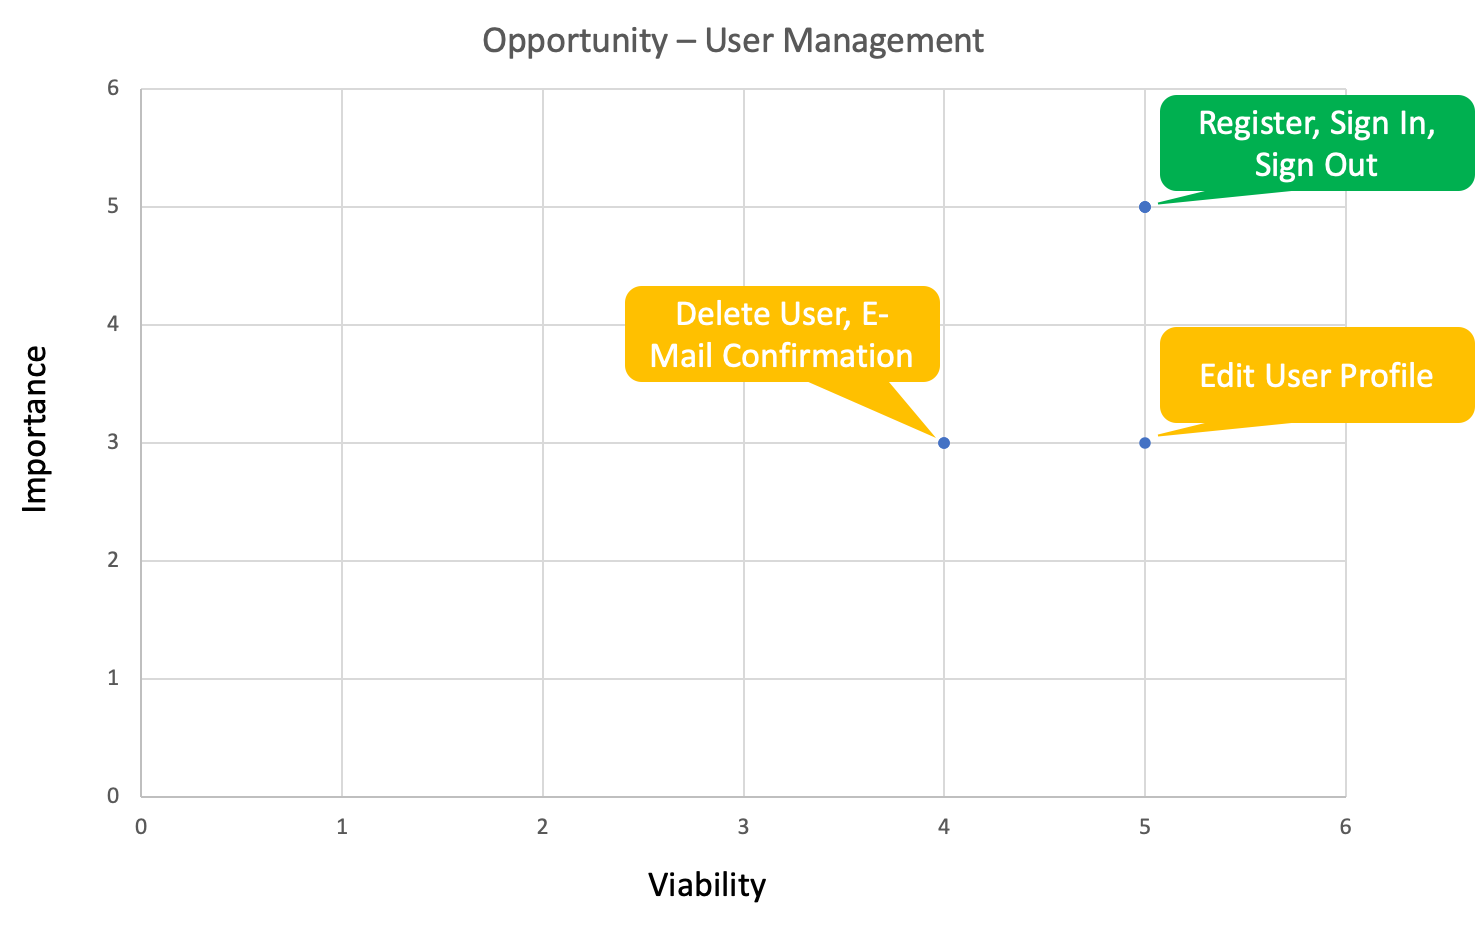 Opportunity – User Management
6
Register, Sign In,
Sign Out
5
Delete User, E-
Mail Confirmation
4
Edit User Profile
Importance
3
2
1
0
0 1 2 3 4 5 6
Viability